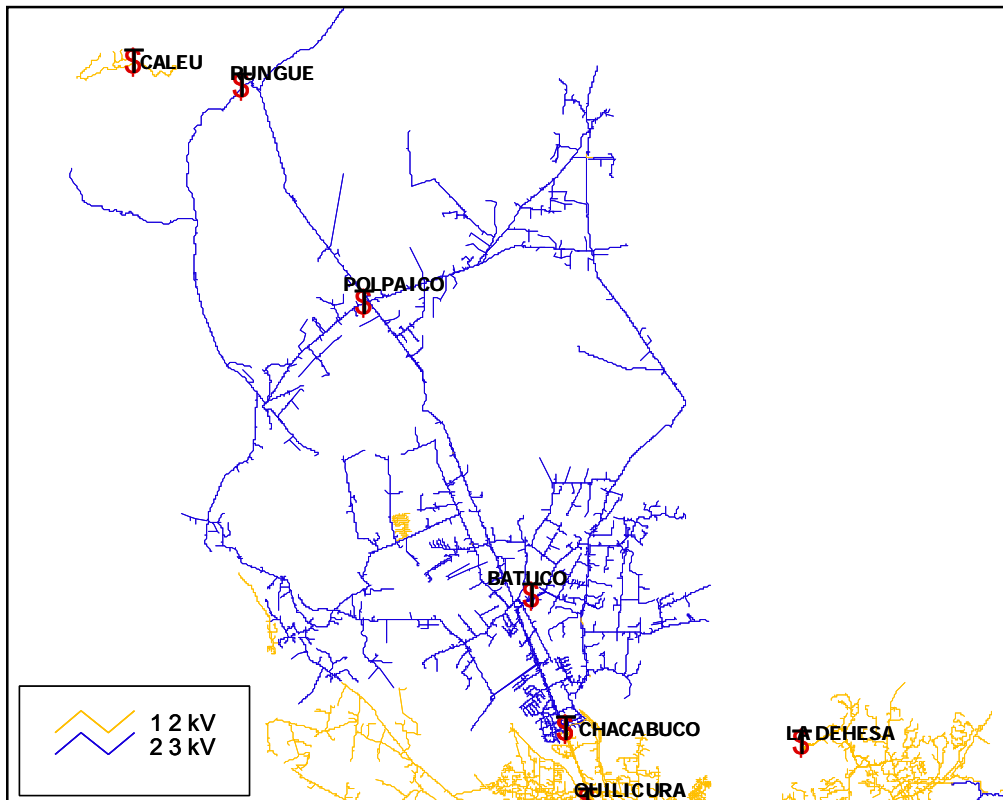 CALEU
RUNGUE
POLPAICO
BATUCO
CHACABUCO
LA DEHESA
QUILICURA
12 kV
23 kV